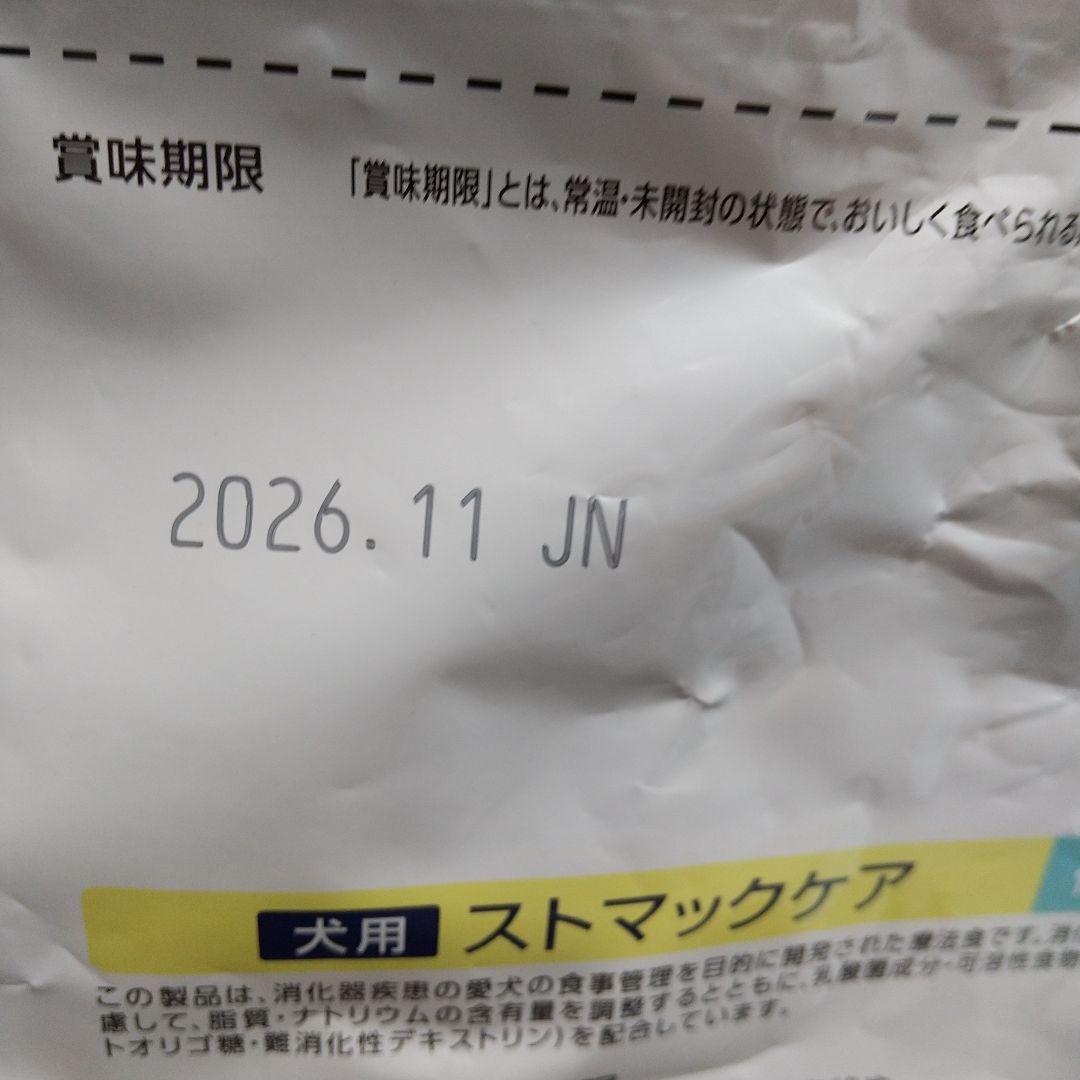 賞味期限
「賞味期限」とは、常温・未開封の状態で、おいしく食べられる
2026.11 JN
犬用 ストマックケア
この製品は、消化器疾患の愛犬の食事管理を目的に開発された療法食です。消化
慮して、脂質・ナトリウムの含有量を調整するとともに、乳酸菌成分・可溶性食物
トオリゴ糖・難消化性デキストリン)を配合しています。